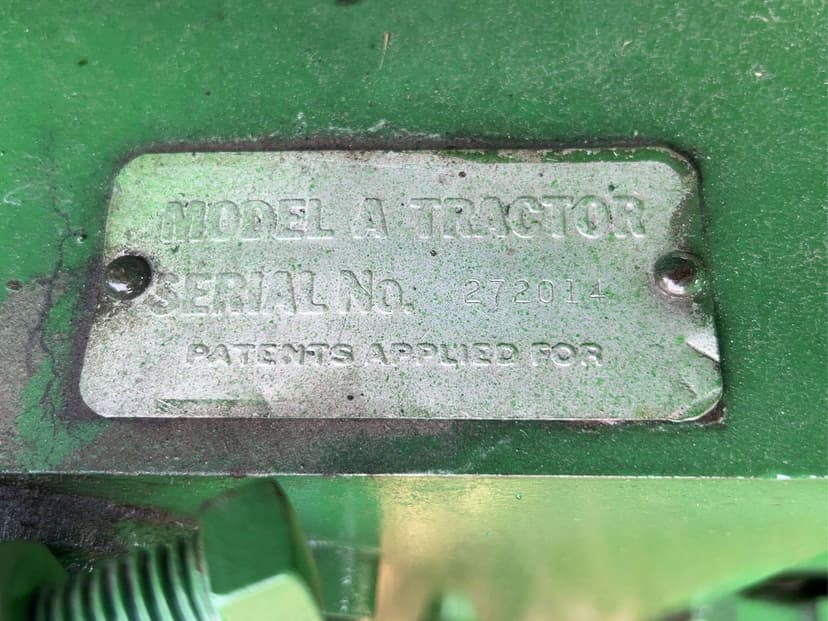 MODEL A TRACTOR
SERIAL NO. 272014
PATENTS APPLIED FOR